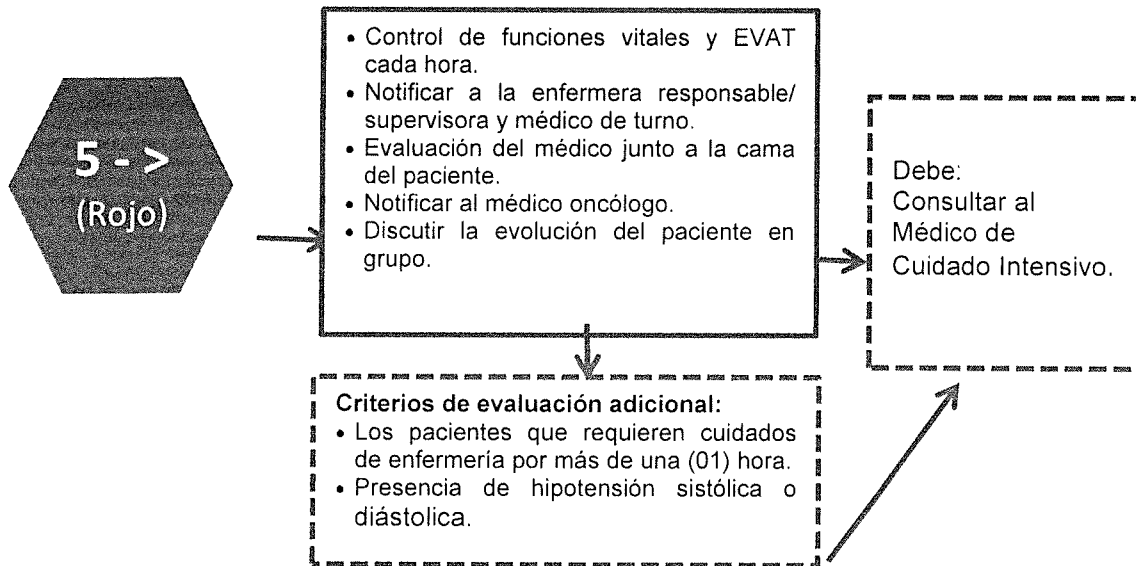 5 - >
(Rojo)
• Control de funciones vitales y EVAT
cada hora.
• Notificar a la enfermera responsable/
supervisora y médico de turno.
• Evaluación del médico junto a la cama
del paciente.
• Notificar al médico oncólogo.
• Discutir la evolución del paciente en
grupo.
Debe:
Consultar al
Médico de
Cuidado Intensivo.
Criterios de evaluación adicional:
• Los pacientes que requieren cuidados
de enfermería por más de una (01) hora.
• Presencia de hipotensión sistólica o
diástolica.